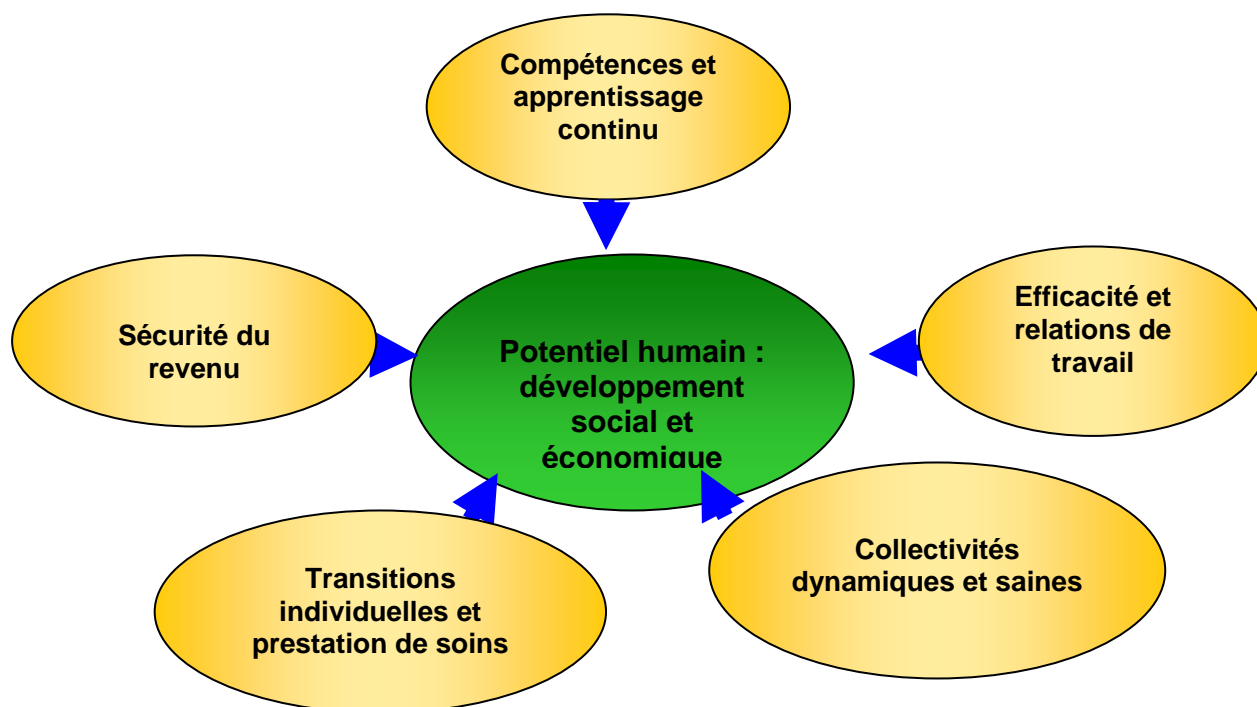 Compétences et
apprentissage
continu
Sécurité du
revenu
Potentiel humain :
développement
social et
économique
Efficacité et
relations de
travail
Transitions
individuelles et
prestation de soins
Collectivités
dynamiques et saines